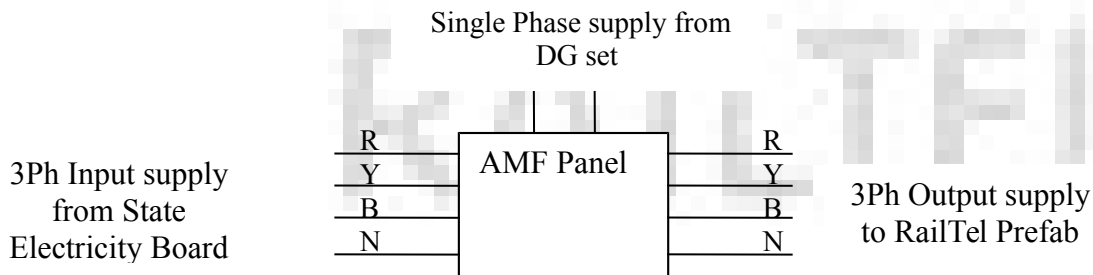 Single Phase supply from
DG set
3Ph Input supply
from State
Electricity Board
R
Y
B
N
AMF Panel
R
Y
B
N
3Ph Output supply
to RailTel Prefab